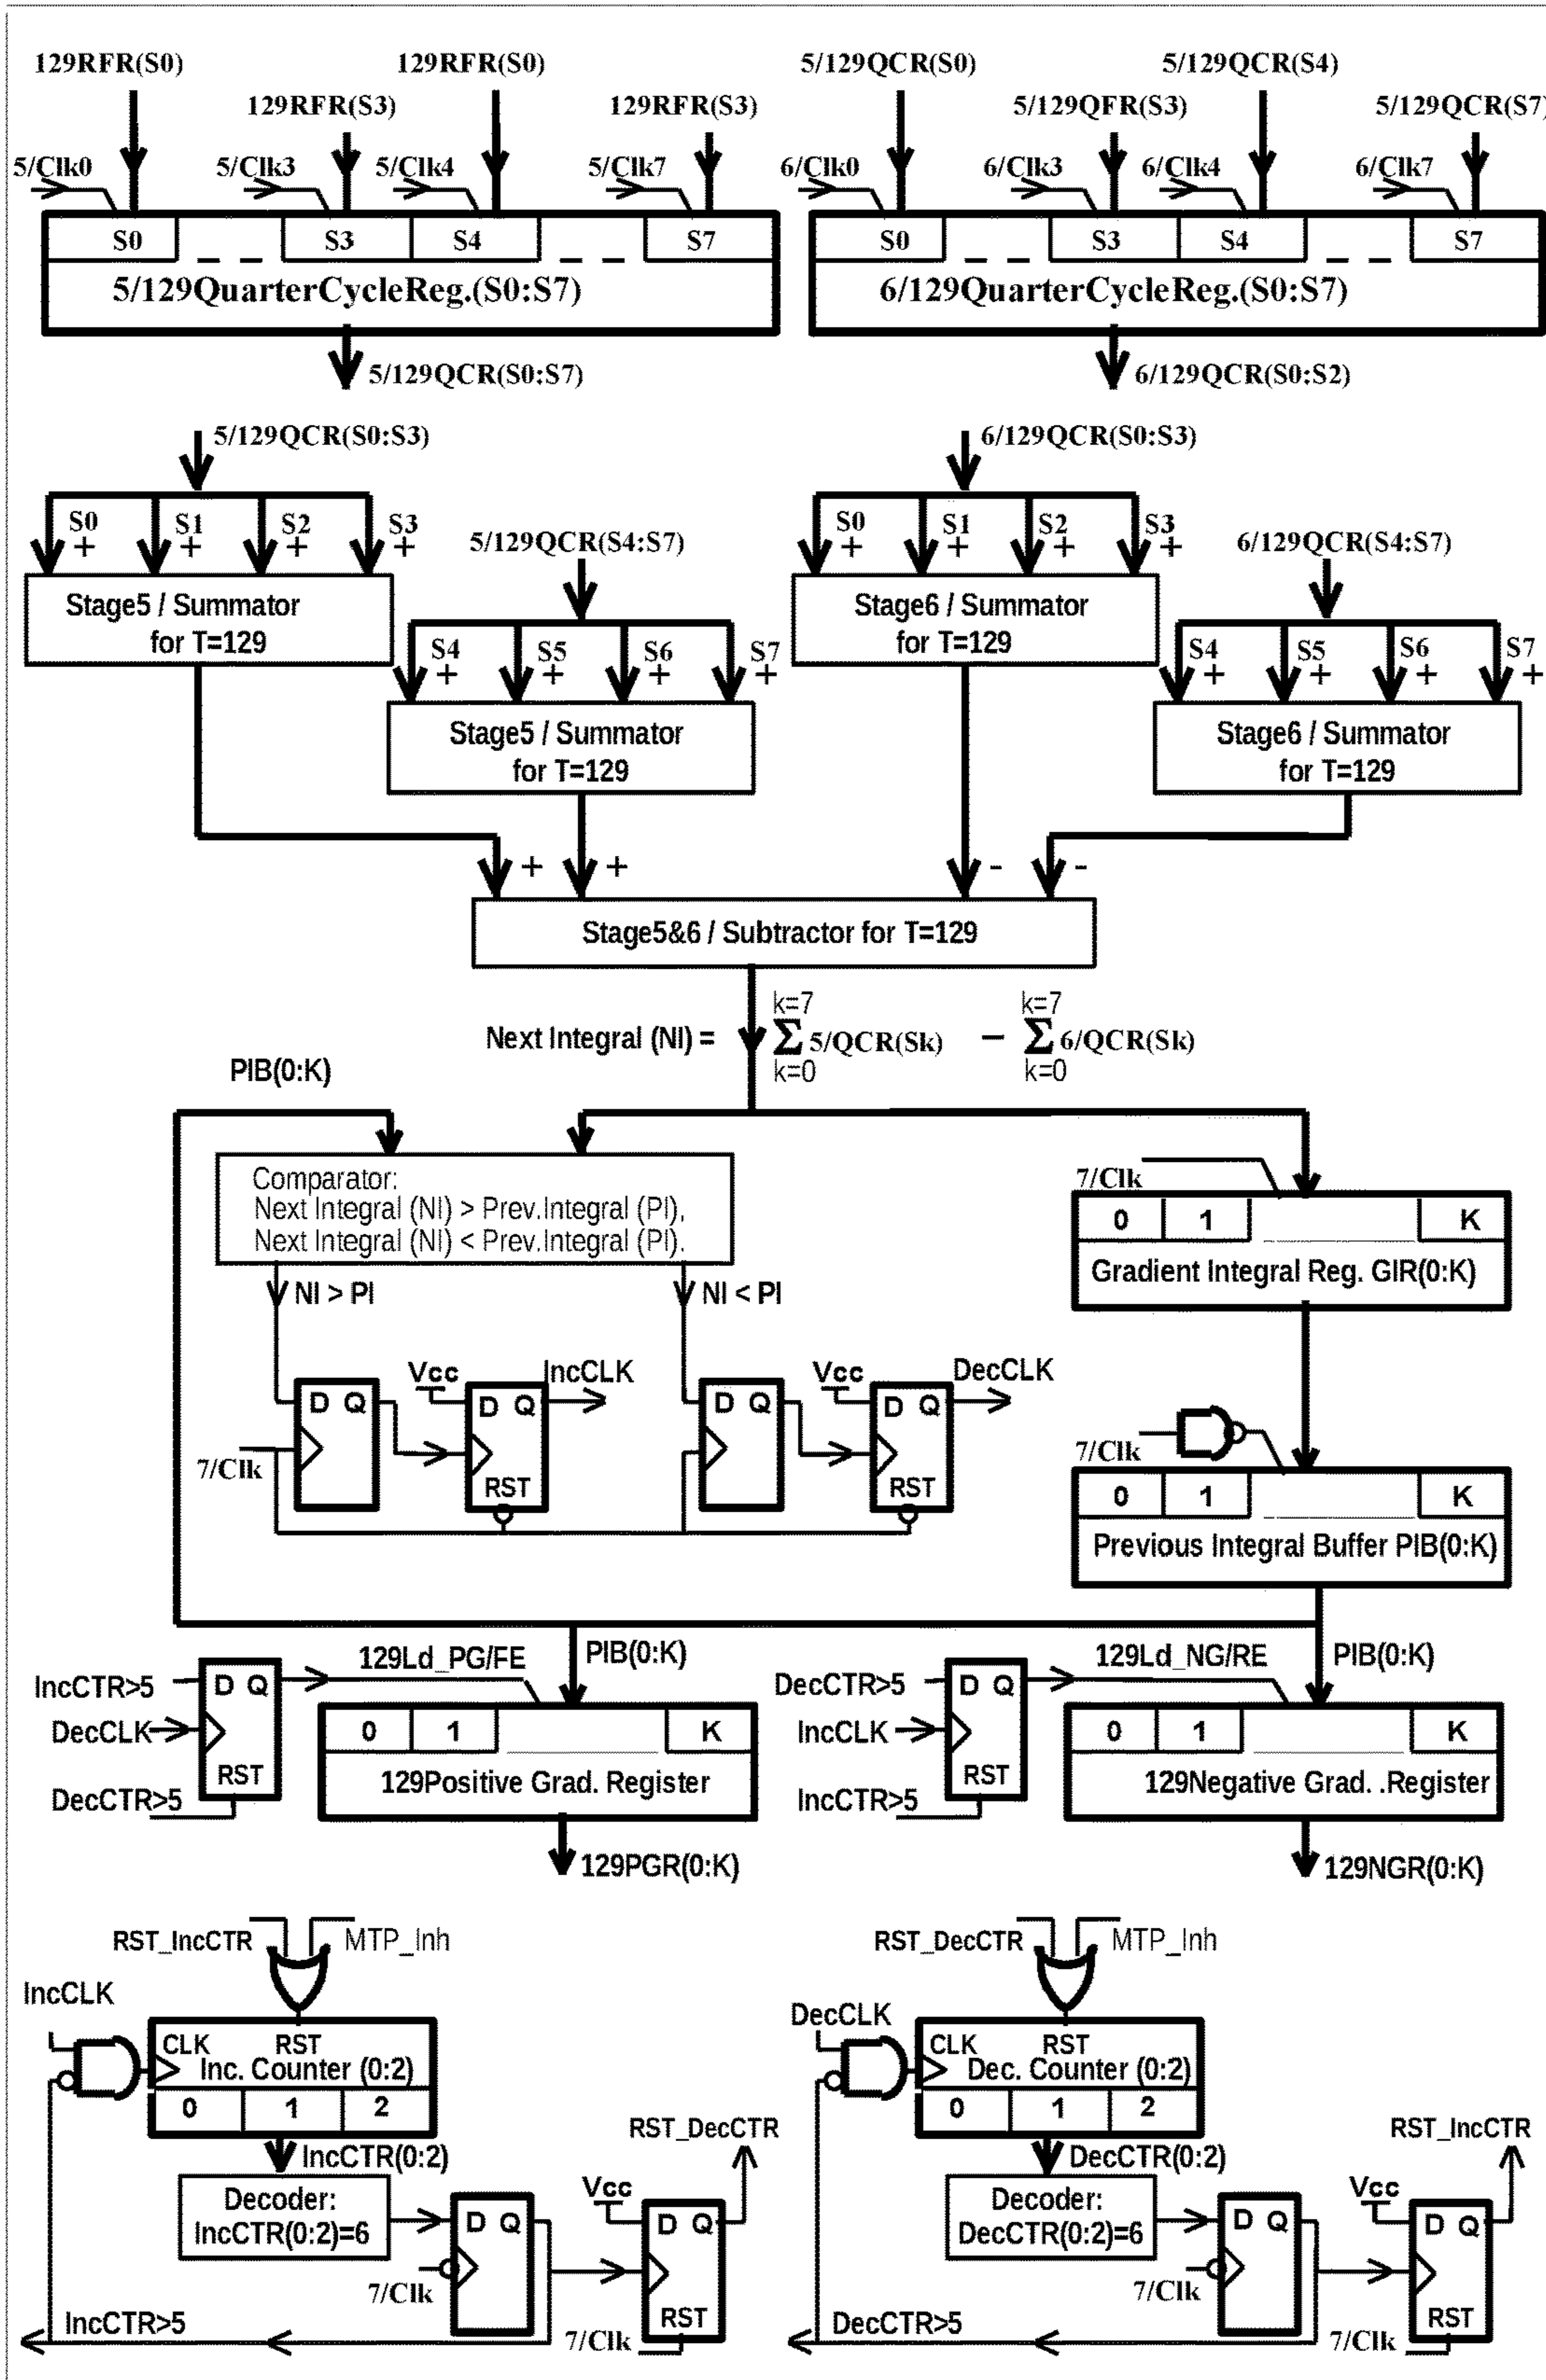 129RFR(S0) 129RFR(S0) 5/129QCR(S0) 5/129QCR(S4)
129RFR(S3) 129RFR(S3) 5/129QFR(S3) 5/129QCR(S7)
5/Clk0 5/Clk3 5/Clk4 5/Clk7 6/Clk0 6/Clk3 6/Clk4 6/Clk7
S0 S3 S4 S7 S0 S3 S4 S7
5/129QuarterCycleReg.(S0:S7) 6/129QuarterCycleReg.(S0:S7)
5/129QCR(S0:S7) 6/129QCR(S0:S2)
5/129QCR(S0:S3) 6/129QCR(S0:S3)
S0 S1 S2 S3 S0 S1 S2 S3
+ + + + + + + +
5/129QCR(S4:S7) 6/129QCR(S4:S7)
Stage5 / Summator Stage6 / Summator
for T=129 for T=129
S4 S5 S6 S7 S4 S5 S6 S7
+ + + + + + + +
Stage5 / Summator Stage6 / Summator
for T=129 for T=129
+ + - -
Stage5&6 / Subtractor for T=129
k=7 k=7
Next Integral (NI) = Σ 5/QCR(Sk) – Σ 6/QCR(Sk)
k=0 k=0
PIB(0:K)
Comparator:
Next Integral (NI) > Prev.Integral (PI),
Next Integral (NI) < Prev.Integral (PI).
7/Clk
0 1 K
Gradient Integral Reg. GIR(0:K)
NI > PI NI < PI
Vcc IncCLK Vcc DecCLK
D Q D Q D Q D Q
7/Clk RST RST
7/Clk
0 1 K
Previous Integral Buffer PIB(0:K)
129Ld_PG/FE PIB(0:K) 129Ld_NG/RE PIB(0:K)
IncCTR>5 D Q DecCTR>5 D Q
DecCLK 0 1 K IncCLK 0 1 K
RST 129Positive Grad. Register RST 129Negative Grad. .Register
DecCTR>5 IncCTR>5
129PGR(0:K) 129NGR(0:K)
RST_IncCTR MTP_Inh RST_DecCTR MTP_Inh
IncCLK DecCLK
CLK RST CLK RST
Inc. Counter (0:2) Dec. Counter (0:2)
0 1 2 0 1 2
RST_DecCTR RST_IncCTR
IncCTR(0:2) DecCTR(0:2)
Decoder: Vcc Decoder: Vcc
IncCTR(0:2)=6 D Q D Q DecCTR(0:2)=6 D Q D Q
7/Clk 7/Clk
IncCTR>5 RST DecCTR>5 RST
7/Clk 7/Clk